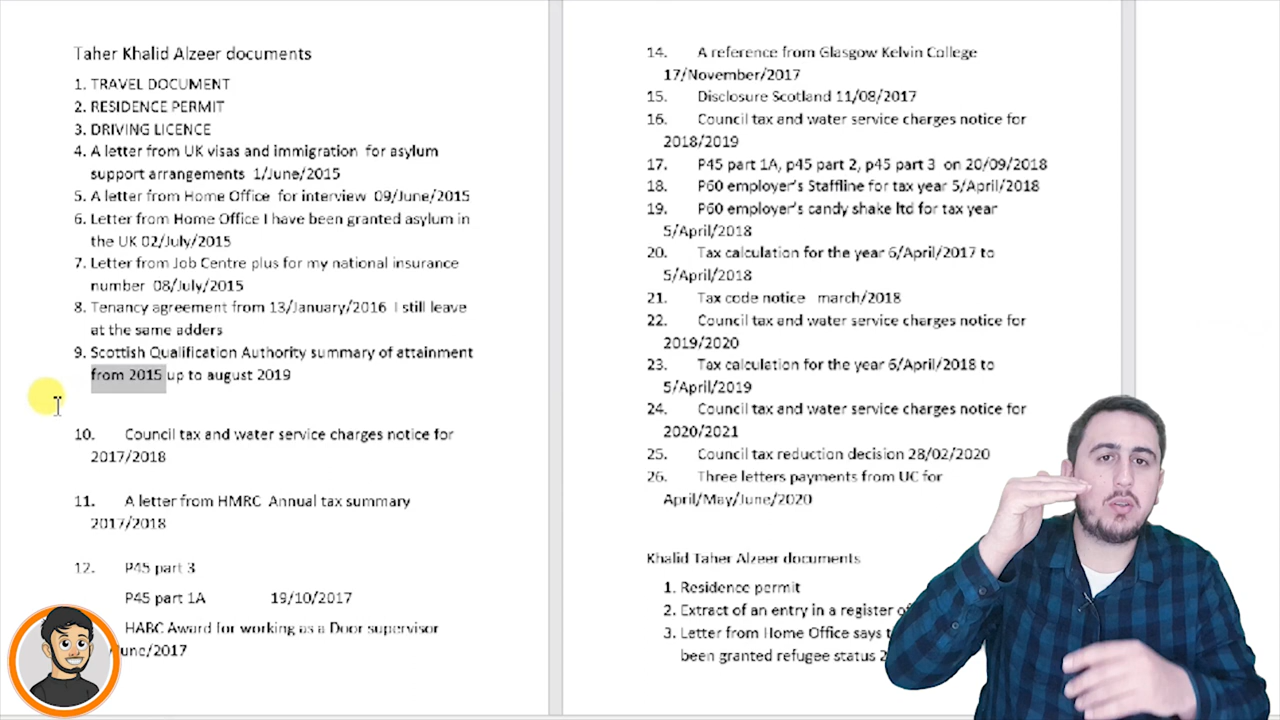 Taher Khalid Alzeer documents
1. TRAVEL DOCUMENT
2. RESIDENCE PERMIT
3. DRIVING LICENCE
4. A letter from UK visas and immigration for asylum
support arrangements 1/June/2015
5. A letter from Home Office for interview 09/June/2015
6. Letter from Home Office I have been granted asylum in
the UK 02/July/2015
7. Letter from Job Centre plus for my national insurance
number 08/July/2015
8. Tenancy agreement from 13/January/2016 I still leave
at the same adders
9. Scottish Qualification Authority summary of attainment
from 2015 up to august 2019
10. Council tax and water service charges notice for
2017/2018
11. A letter from HMRC Annual tax summary
2017/2018
12. P45 part 3
P45 part 1A 19/10/2017
HABC Award for working as a Door supervisor
June/2017
14. A reference from Glasgow Kelvin College
17/November/2017
15. Disclosure Scotland 11/08/2017
16. Council tax and water service charges notice for
2018/2019
17. P45 part 1A, p45 part 2, p45 part 3 on 20/09/2018
18. P60 employer's Staffline for tax year 5/April/2018
19. P60 employer's candy shake ltd for tax year
5/April/2018
20. Tax calculation for the year 6/April/2017 to
5/April/2018
21. Tax code notice march/2018
22. Council tax and water service charges notice for
2019/2020
23. Tax calculation for the year 6/April/2018 to
5/April/2019
24. Council tax and water service charges notice for
2020/2021
25. Council tax reduction decision 28/02/2020
26. Three letters payments from UC for
April/May/June/2020
Khalid Taher Alzeer documents
1. Residence permit
2. Extract of an entry in a register of
3. Letter from Home Office says
been granted refugee status